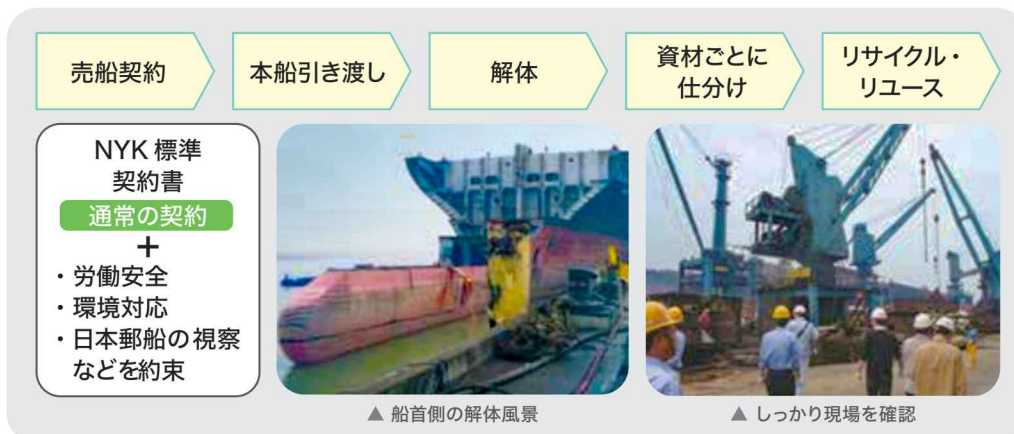 売船契約
本船引き渡し
解体
資材ごとに
仕分け
リサイクル・
リユース
NYK 標準
契約書
通常の契約
+
・労働安全
・環境対応
・日本郵船の視察
などを約束
▲ 船首側の解体風景
▲ しっかり現場を確認